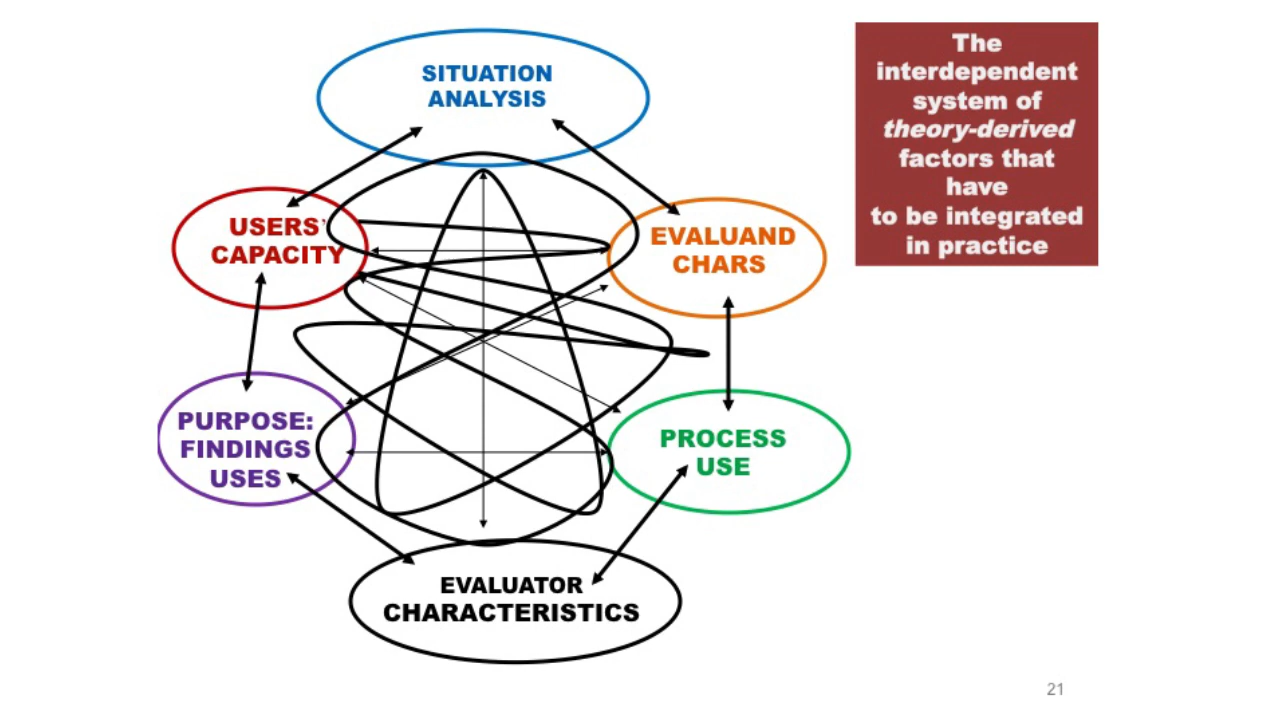 SITUATION
ANALYSIS
USERS'
CAPACITY
EVALUAND
CHARS
PURPOSE:
FINDINGS
USES
PROCESS
USE
EVALUATOR
CHARACTERISTICS
The
interdependent
system of
theory-derived
factors that
have
to be integrated
in practice
21